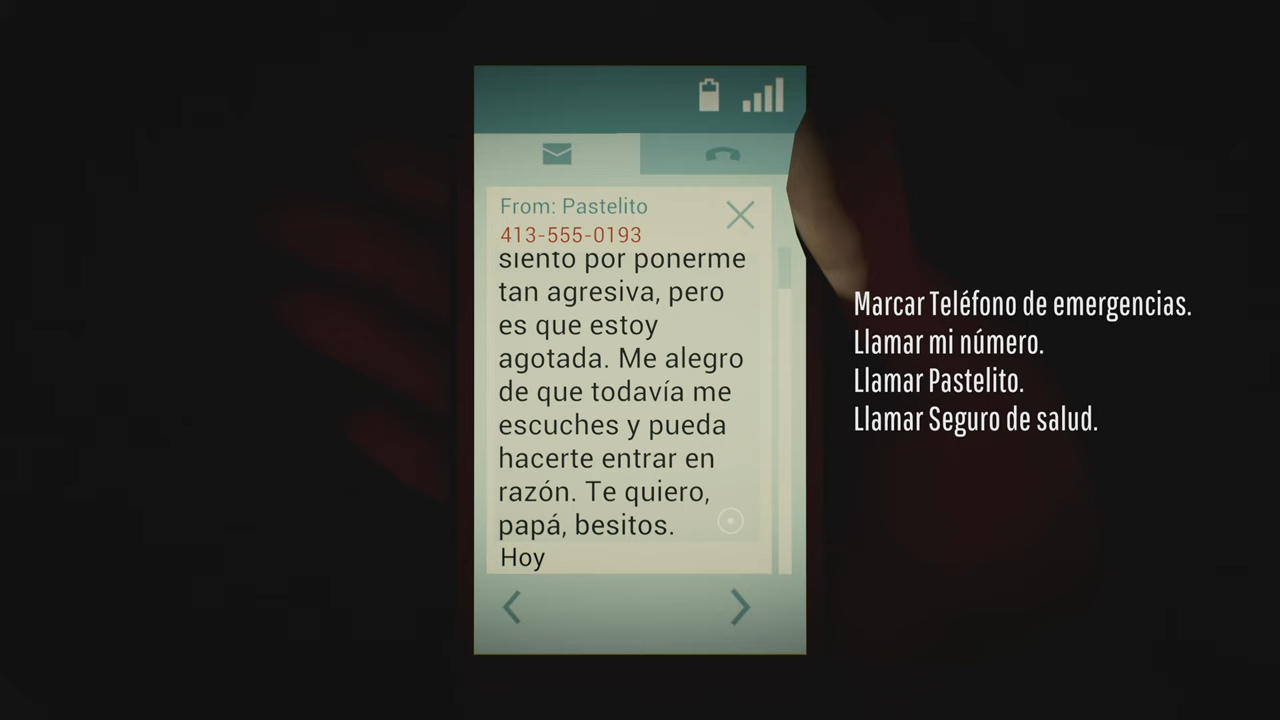 From: Pastelito
413-555-0193
siento por ponerme
tan agresiva, pero
es que estoy
agotada. Me alegro
de que todavía me
escuches y pueda
hacerte entrar en
razón. Te quiero,
papá, besitos.
Hoy
Marcar Teléfono de emergencias.
Llamar mi número.
Llamar Pastelito.
Llamar Seguro de salud.